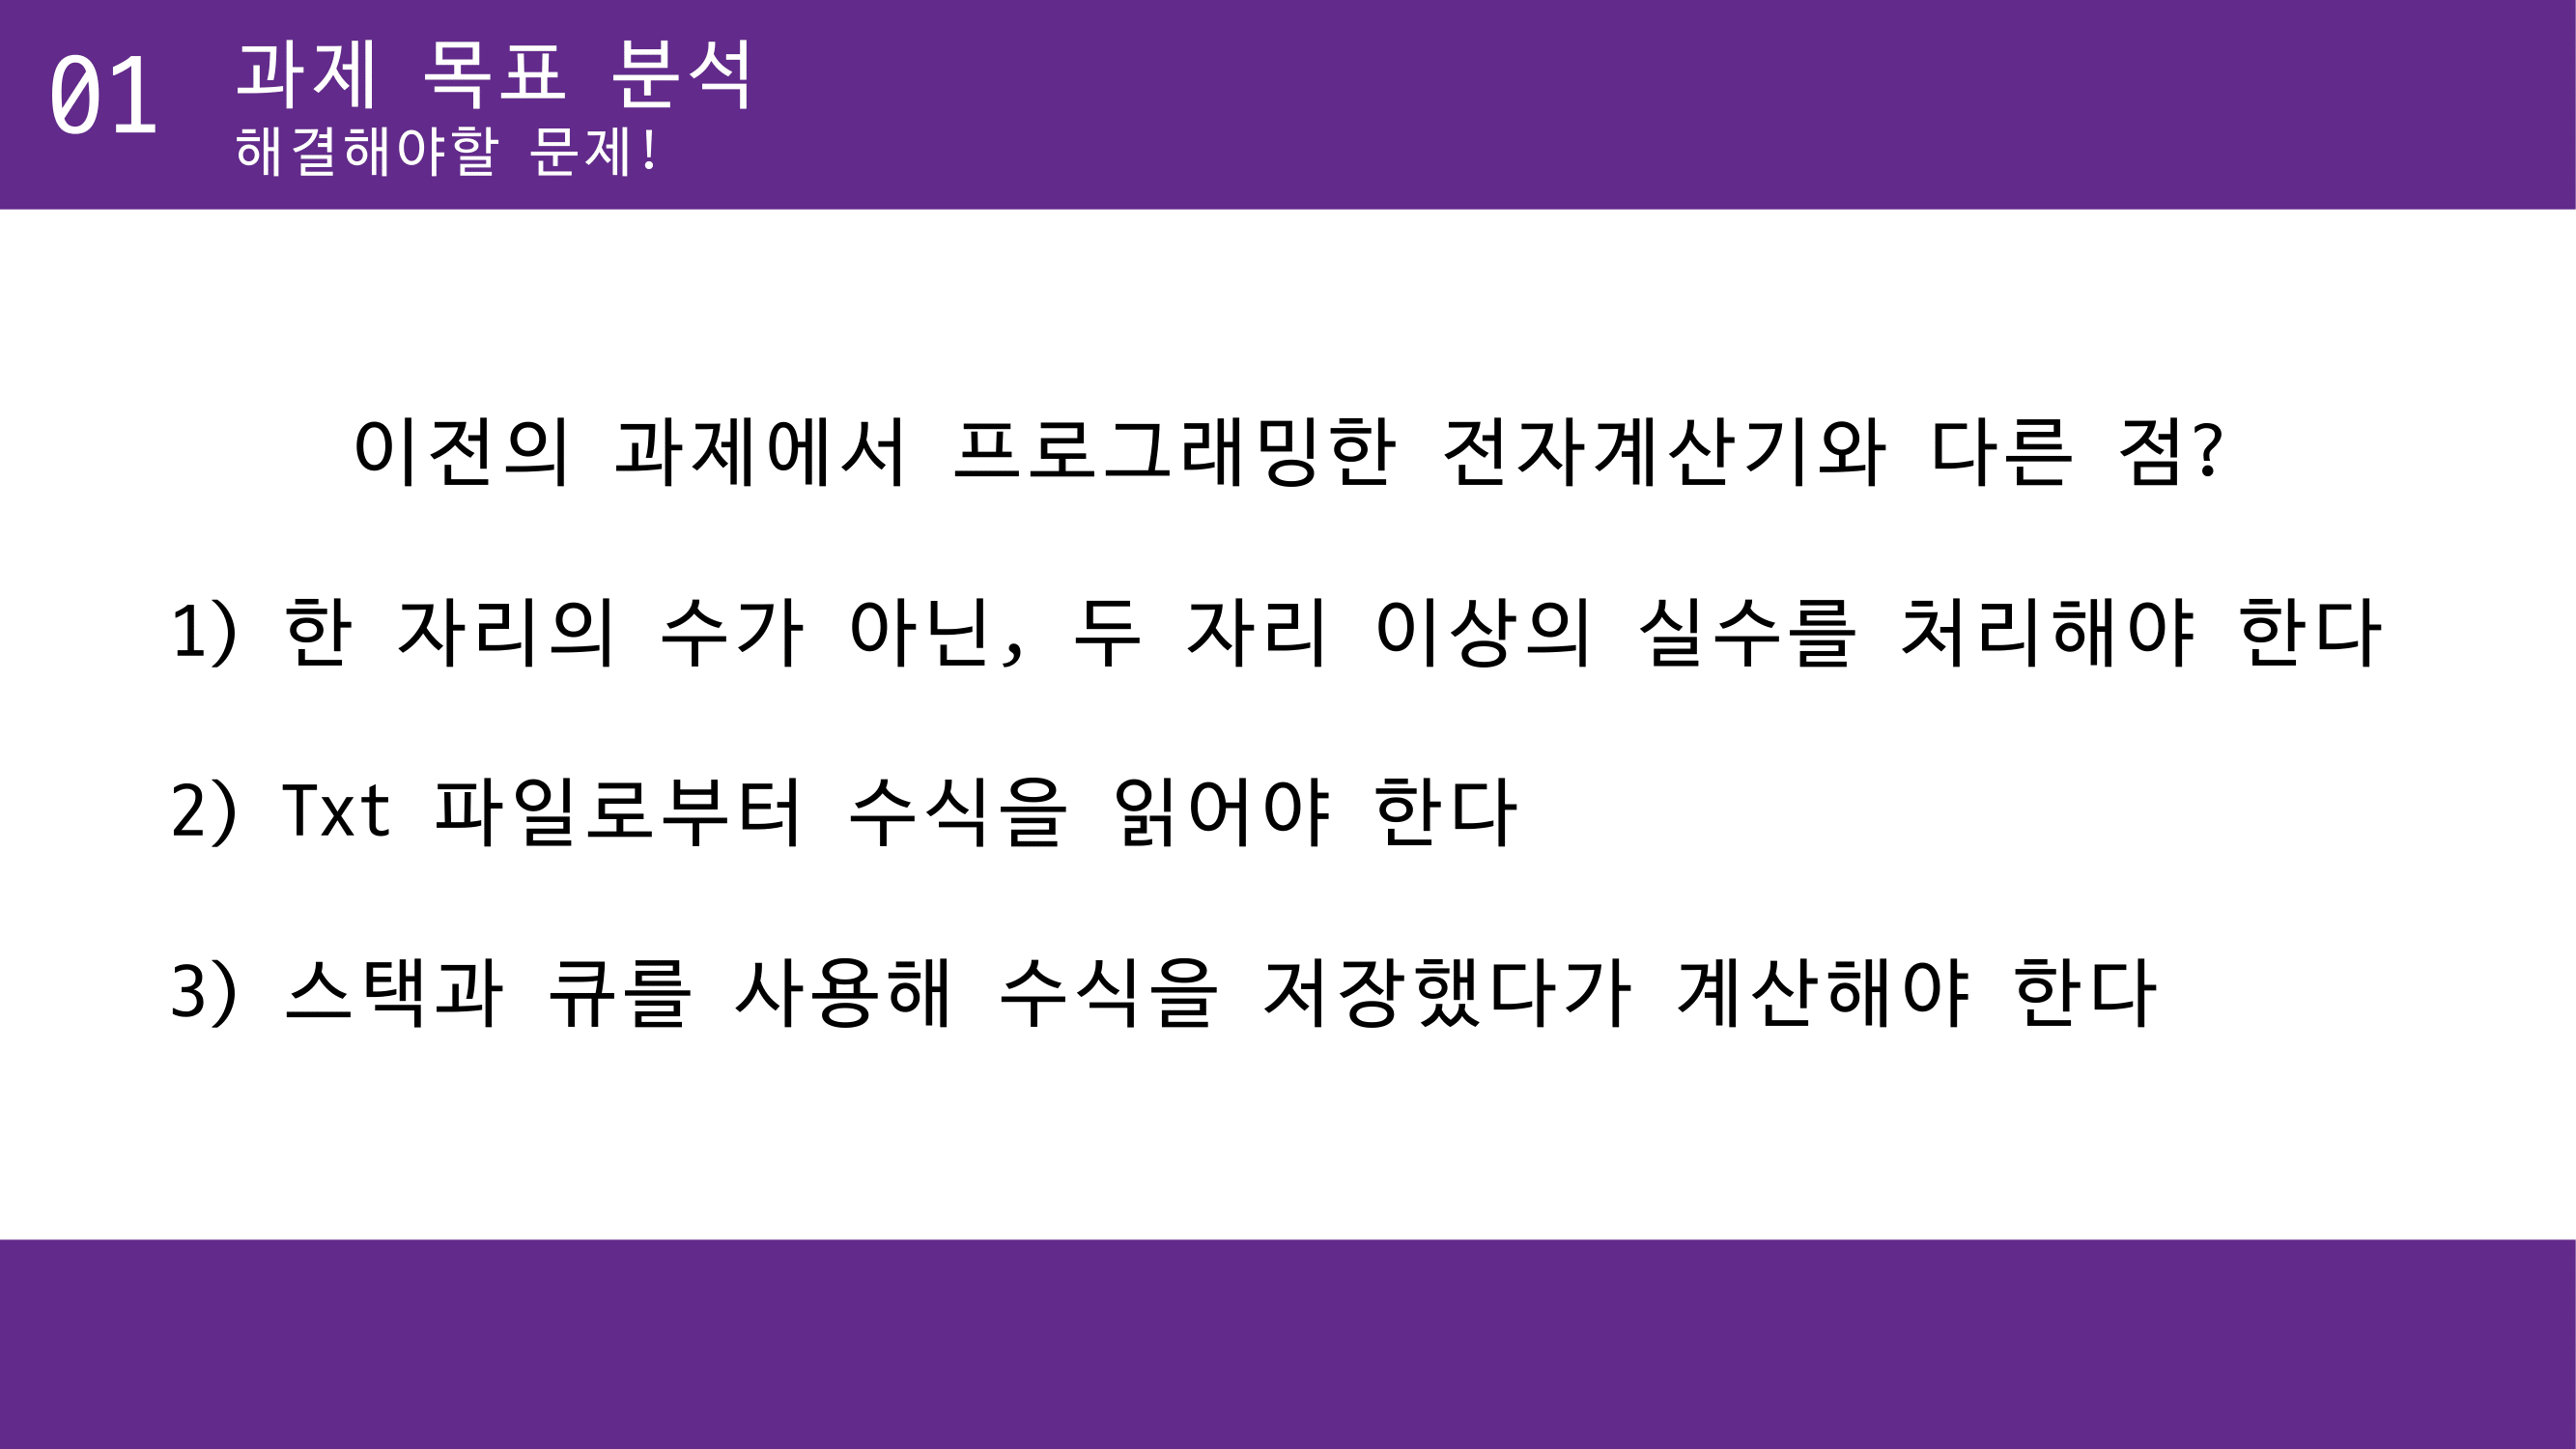 01
과제 목표 분석
해결해야할 문제!
이전의 과제에서 프로그래밍한 전자계산기와 다른 점?
1) 한 자리의 수가 아닌, 두 자리 이상의 실수를 처리해야 한다
2) Txt 파일로부터 수식을 읽어야 한다
3) 스택과 큐를 사용해 수식을 저장했다가 계산해야 한다